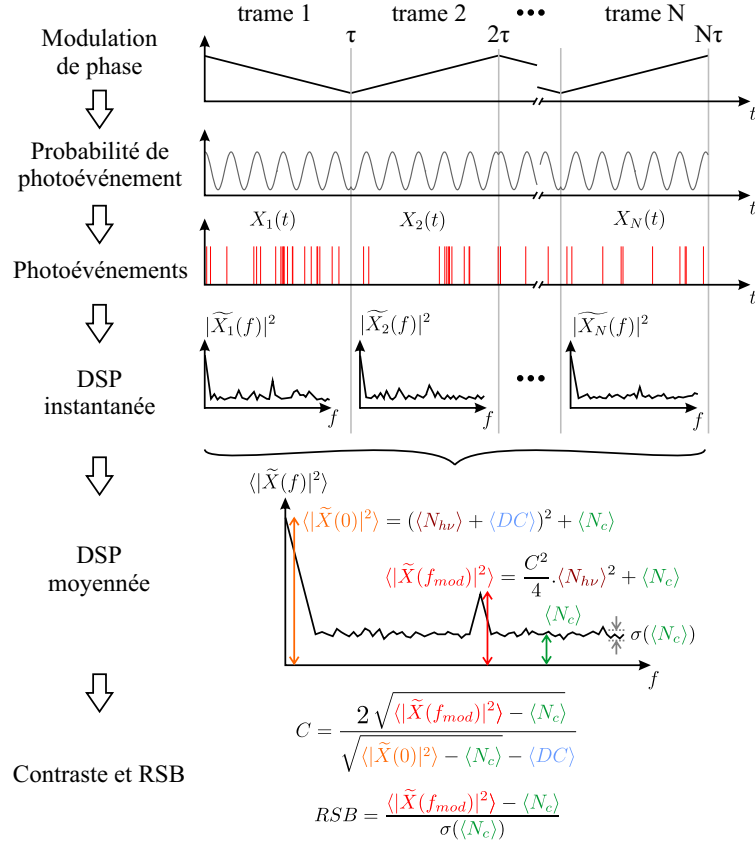 trame 1 trame 2 ••• trame N
Modulation de phase
τ 2τ Nτ
t
Probabilité de photoévénement
t
X₁(t) X₂(t) X_N(t)
Photoévénements
t
|X̃₁(f)|² |X̃₂(f)|² |X̃_N(f)|²
DSP instantanée
•••
f f f
⟨|X̃(f)|²⟩
⟨|X̃(0)|²⟩ = (⟨N_hν⟩ + ⟨DC⟩)² + ⟨N_c⟩
DSP moyennée
⟨|X̃(f_mod)|²⟩ = C²/4 . ⟨N_hν⟩² + ⟨N_c⟩
⟨N_c⟩
σ(⟨N_c⟩)
f
C = 2 √(⟨|X̃(f_mod)|²⟩ − ⟨N_c⟩) / (√(⟨|X̃(0)|²⟩ − ⟨N_c⟩) − ⟨DC⟩)
Contraste et RSB
RSB = (⟨|X̃(f_mod)|²⟩ − ⟨N_c⟩) / σ(⟨N_c⟩)